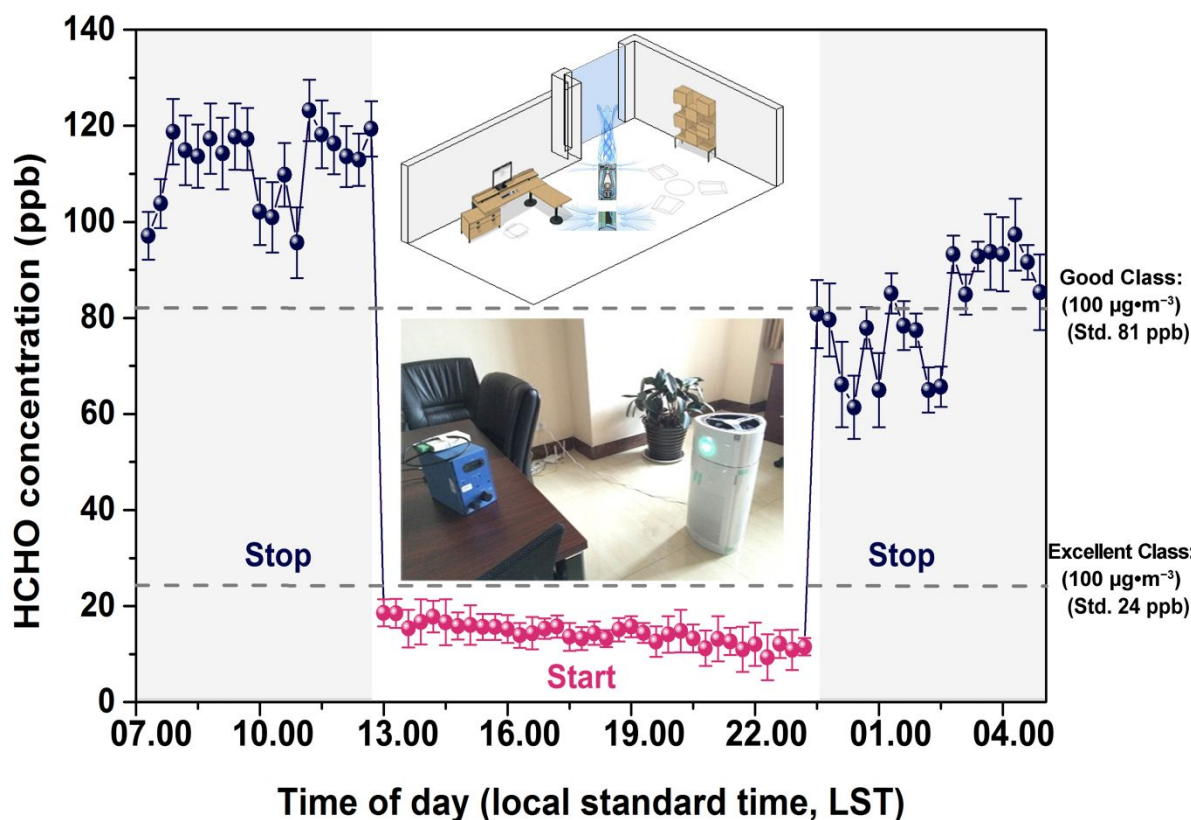 140
120
100
80
60
40
20
0
HCHO concentration (ppb)
Stop
Start
Stop
Good Class:
(100 µg•m⁻³)
(Std. 81 ppb)
Excellent Class:
(100 µg•m⁻³)
(Std. 24 ppb)
07.00 10.00 13.00 16.00 19.00 22.00 01.00 04.00
Time of day (local standard time, LST)